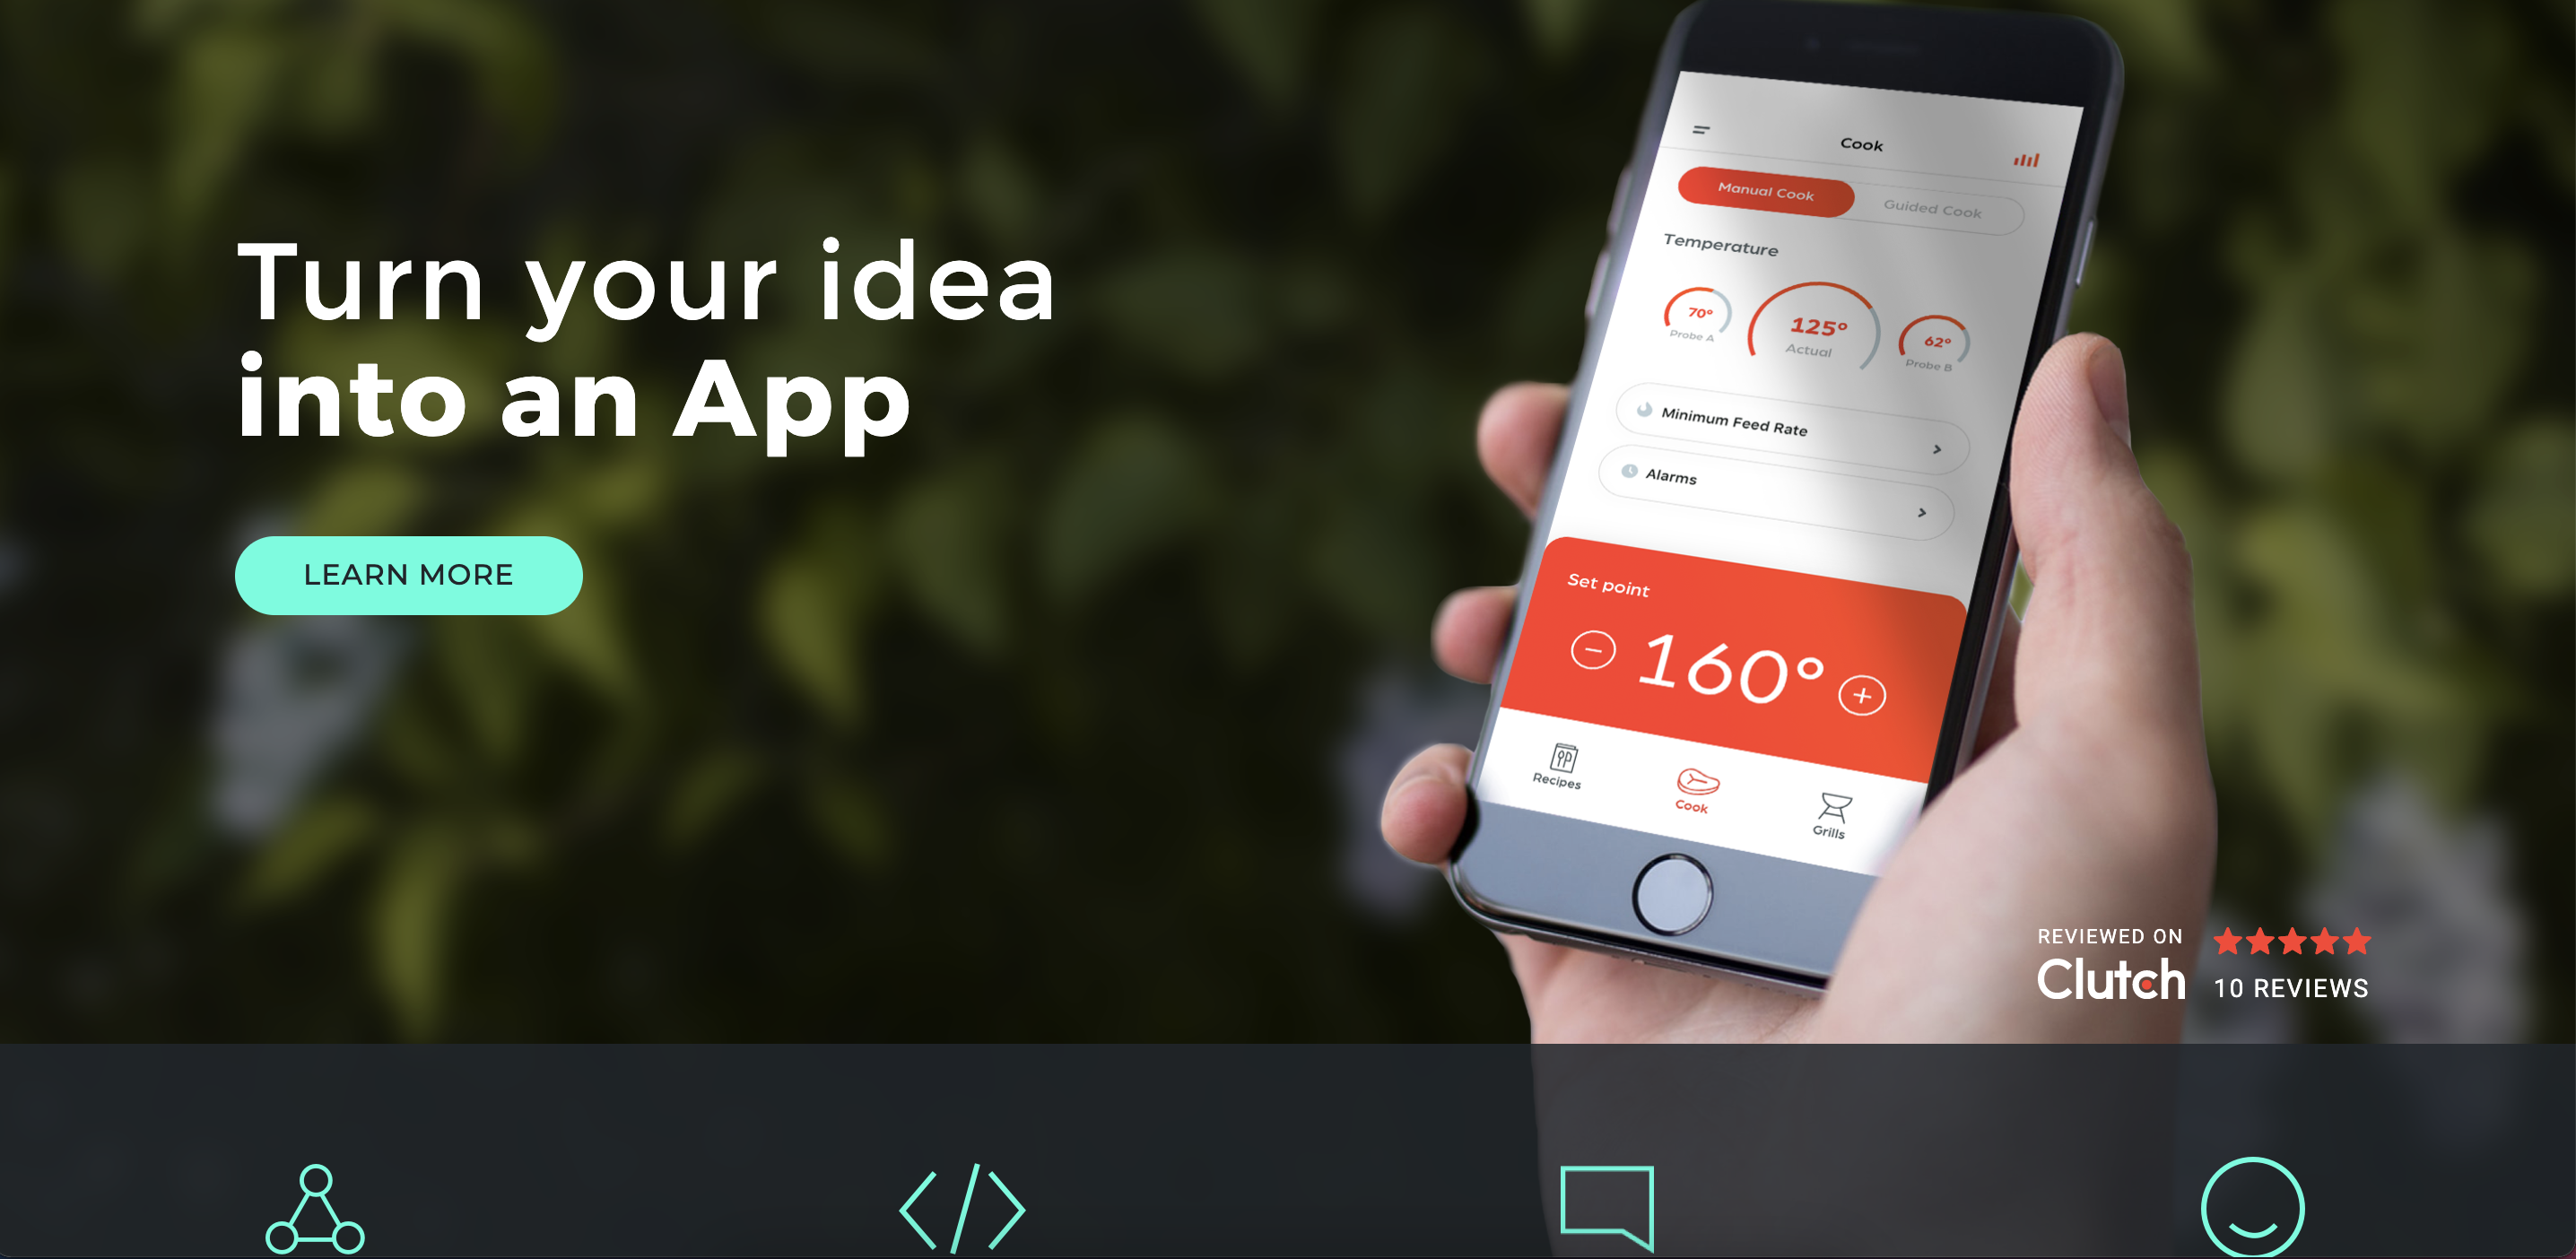 Turn your idea
into an App
LEARN MORE
Cook
Manual Cook
Guided Cook
Temperature
70°
Probe A
125°
Actual
62°
Probe B
Minimum Feed Rate
Alarms
Set point
160°
Recipes
Cook
Grills
REVIEWED ON
Clutch
10 REVIEWS